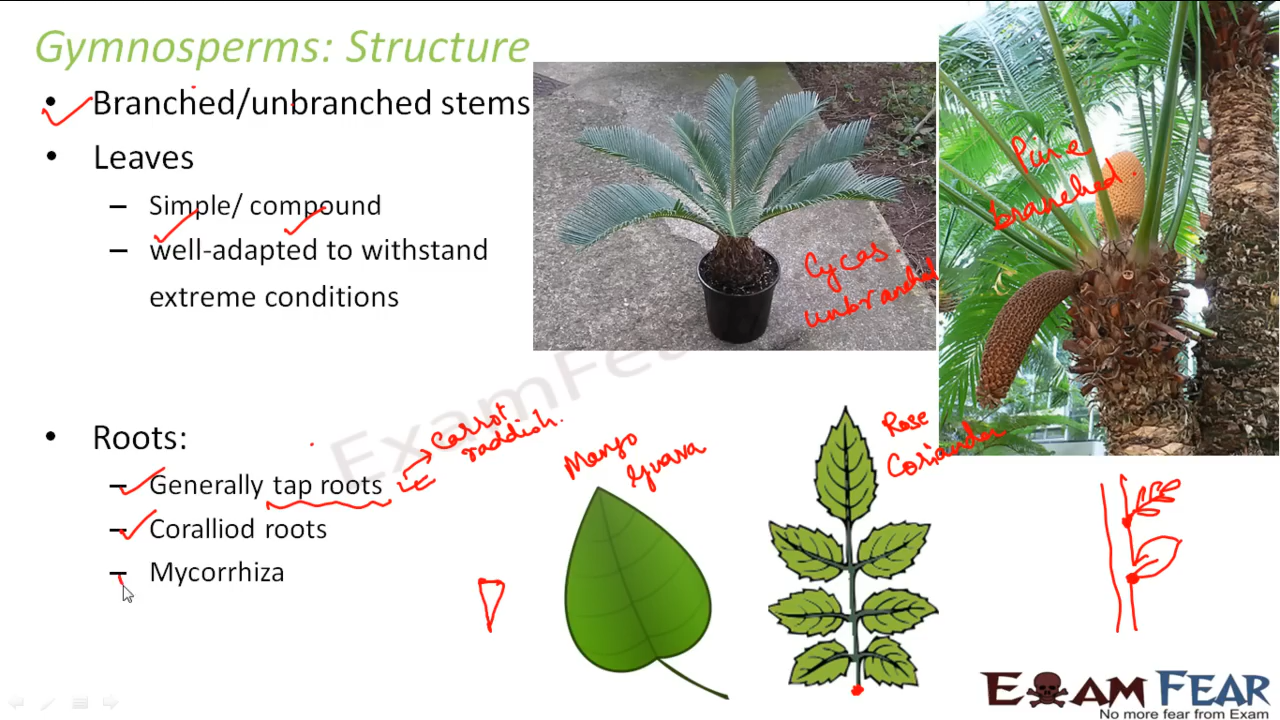 Gymnosperms: Structure
• Branched/unbranched stems
• Leaves
– Simple/ compound
– well-adapted to withstand
extreme conditions
• Roots:
– Generally tap roots
– Coralliod roots
– Mycorrhiza
Cycas
unbranched
Pine
branched.
Carrot
raddish.
Mango
Guava
Rose
Coriander
ExamFear
EXAM FEAR
No more fear from Exam